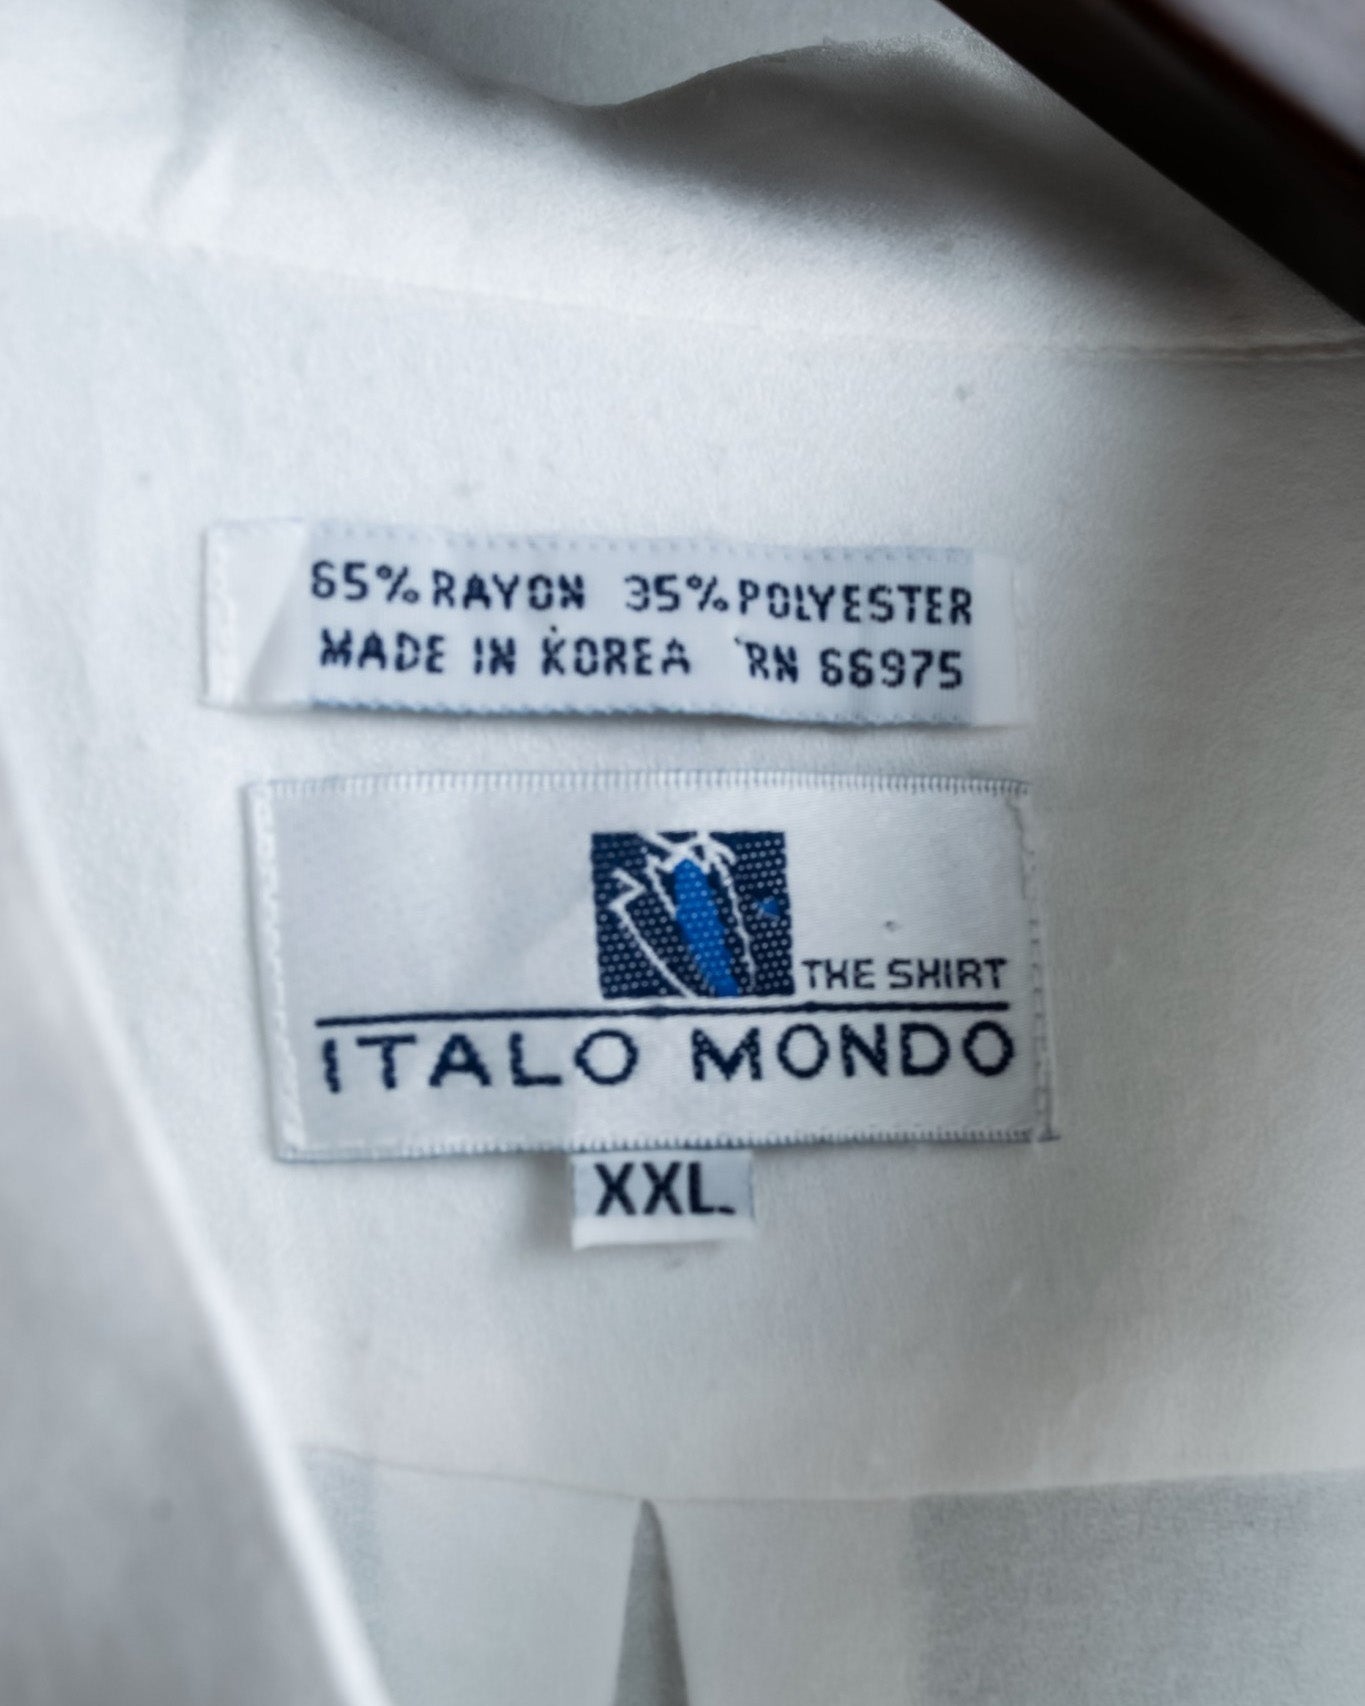 65% RAYON 35% POLYESTER
MADE IN KOREA RN 66975
THE SHIRT
ITALO MONDO
XXL